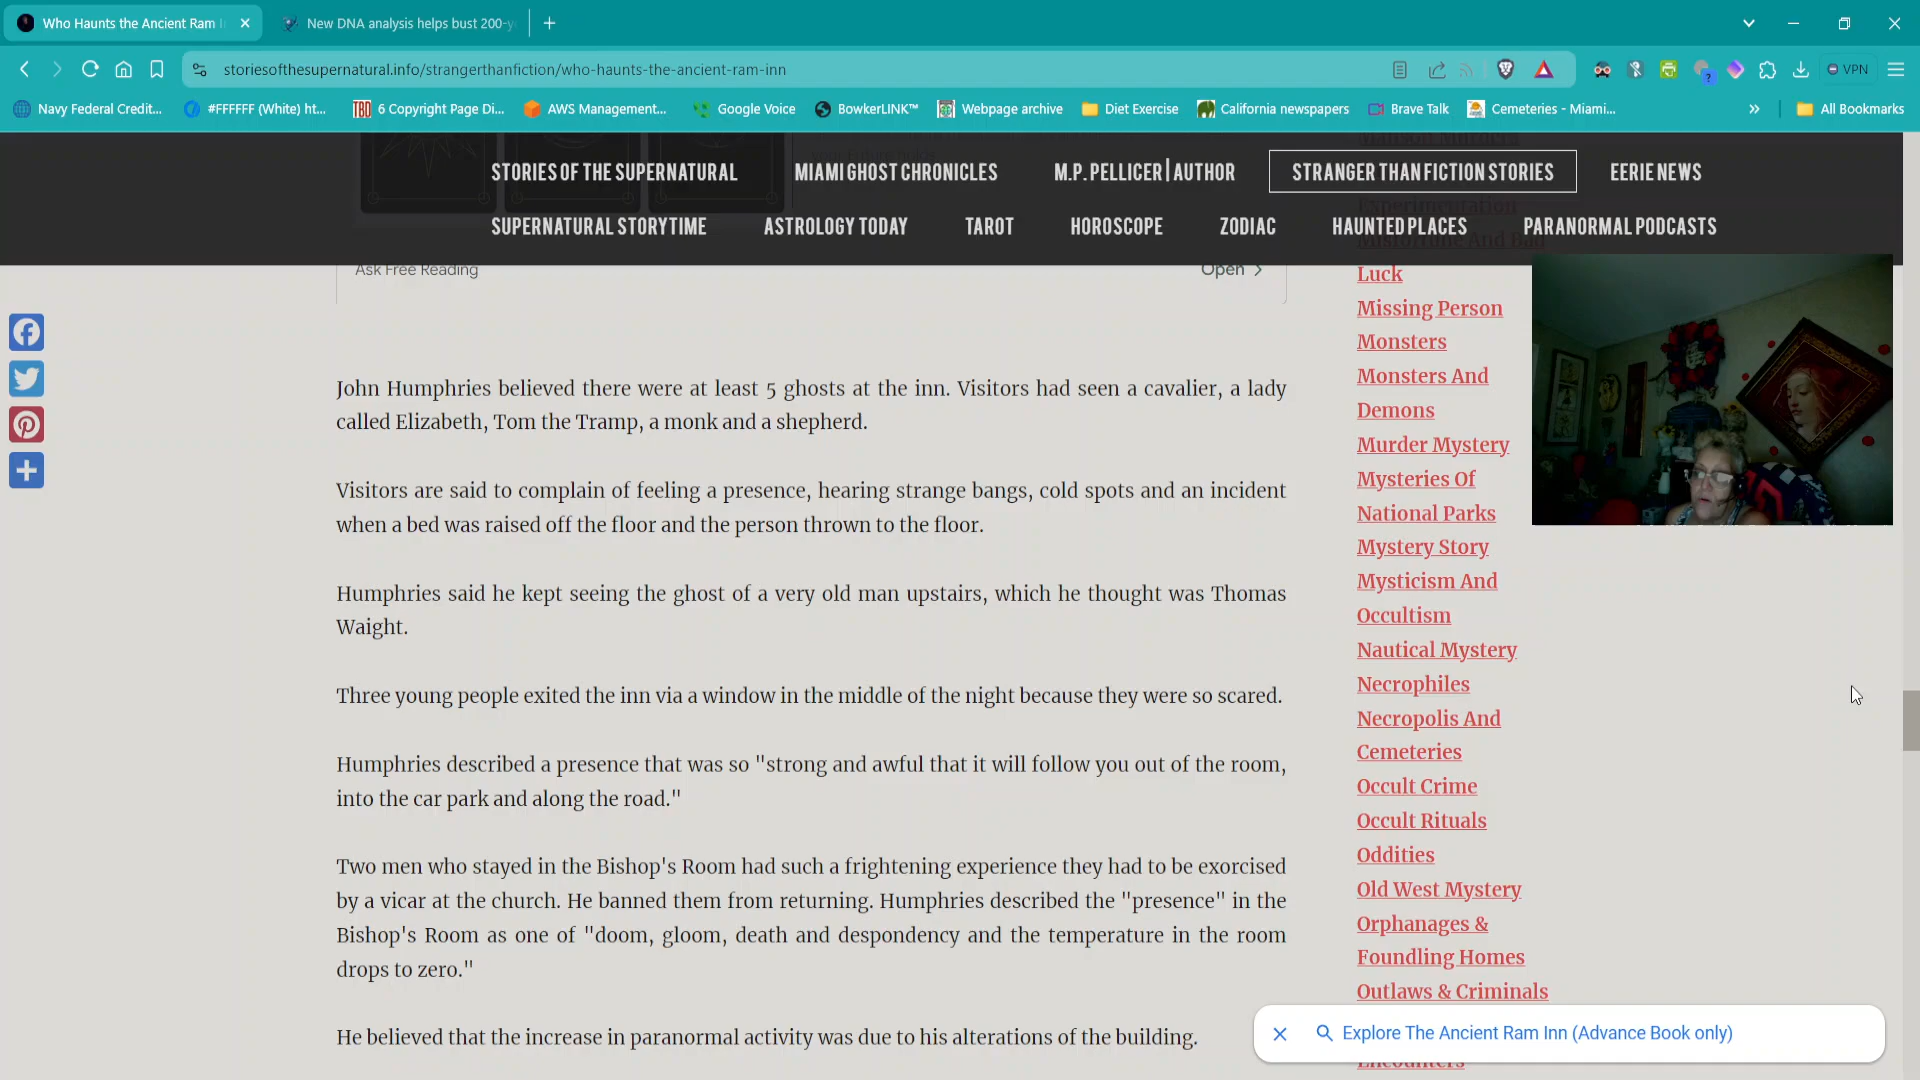 Who Haunts the Ancient Ram I
New DNA analysis helps bust 200-y
storiesofthesupernatural.info/strangerthanfiction/who-haunts-the-ancient-ram-inn
VPN
Navy Federal Credit...
#FFFFFF (White) ht...
TBD
6 Copyright Page Di...
AWS Management...
Google Voice
BowkerLINK™
Webpage archive
Diet Exercise
California newspapers
Brave Talk
Cemeteries - Miami...
All Bookmarks
STORIES OF THE SUPERNATURAL
MIAMI GHOST CHRONICLES
M.P. PELLICER | AUTHOR
STRANGER THAN FICTION STORIES
EERIE NEWS
SUPERNATURAL STORYTIME
ASTROLOGY TODAY
TAROT
HOROSCOPE
ZODIAC
HAUNTED PLACES
PARANORMAL PODCASTS
Ask Free Reading
Open
John Humphries believed there were at least 5 ghosts at the inn. Visitors had seen a cavalier, a lady
called Elizabeth, Tom the Tramp, a monk and a shepherd.
Visitors are said to complain of feeling a presence, hearing strange bangs, cold spots and an incident
when a bed was raised off the floor and the person thrown to the floor.
Humphries said he kept seeing the ghost of a very old man upstairs, which he thought was Thomas
Waight.
Three young people exited the inn via a window in the middle of the night because they were so scared.
Humphries described a presence that was so "strong and awful that it will follow you out of the room,
into the car park and along the road."
Two men who stayed in the Bishop's Room had such a frightening experience they had to be exorcised
by a vicar at the church. He banned them from returning. Humphries described the "presence" in the
Bishop's Room as one of "doom, gloom, death and despondency and the temperature in the room
drops to zero."
He believed that the increase in paranormal activity was due to his alterations of the building.
Experimentation
Misfortune And Bad
Luck
Missing Person
Monsters
Monsters And
Demons
Murder Mystery
Mysteries Of
National Parks
Mystery Story
Mysticism And
Occultism
Nautical Mystery
Necrophiles
Necropolis And
Cemeteries
Occult Crime
Occult Rituals
Oddities
Old West Mystery
Orphanages &
Foundling Homes
Outlaws & Criminals
Encounters
Explore The Ancient Ram Inn (Advance Book only)